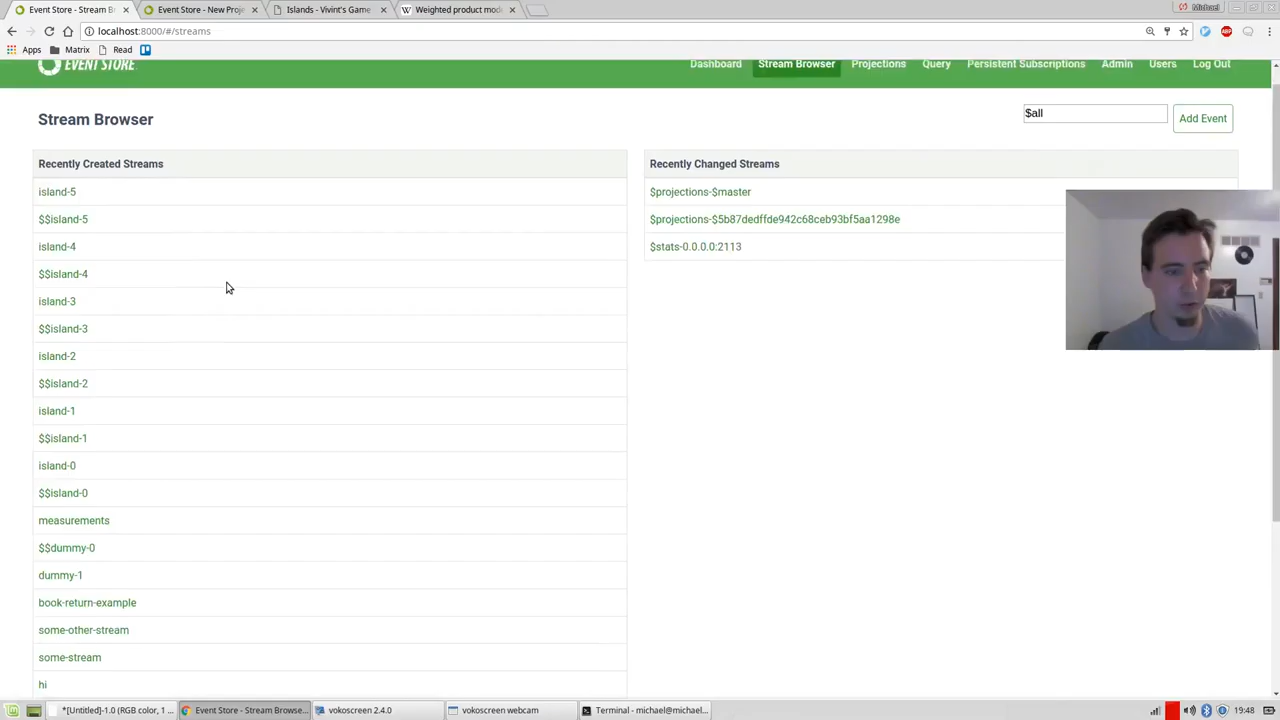 Event Store - Stream B
Event Store - New Proje
Islands - Vivint's Game
Weighted product mod
Michael
localhost:8000/#/streams
Apps
Matrix
Read
EVENT STORE
Dashboard
Stream Browser
Projections
Query
Persistent Subscriptions
Admin
Users
Log Out
Stream Browser
$all
Add Event
Recently Created Streams
island-5
$$island-5
island-4
$$island-4
island-3
$$island-3
island-2
$$island-2
island-1
$$island-1
island-0
$$island-0
measurements
$$dummy-0
dummy-1
book-return-example
some-other-stream
some-stream
hi
Recently Changed Streams
$projections-$master
$projections-$5b87dedffde942c68ceb93bf5aa1298e
$stats-0.0.0.0:2113
*[Untitled]-1.0 (RGB color, 1 ...
Event Store - Stream Browse...
vokoscreen 2.4.0
vokoscreen webcam
Terminal - michael@michael...
19:48